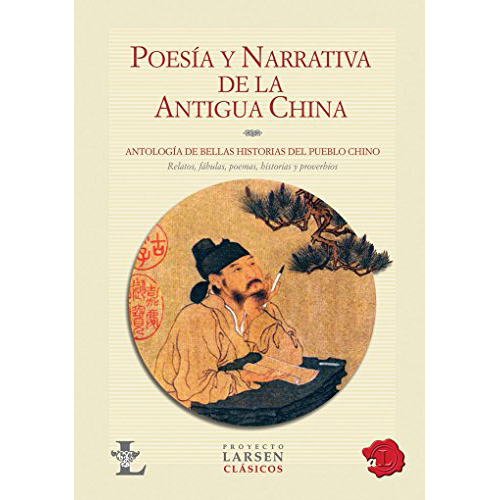 POESÍA Y NARRATIVA
DE LA
ANTIGUA CHINA
ANTOLOGÍA DE BELLAS HISTORIAS DEL PUEBLO CHINO
Relatos, fábulas, poemas, historias y proverbios
L
PROYECTO
LARSEN
CLÁSICOS
aL